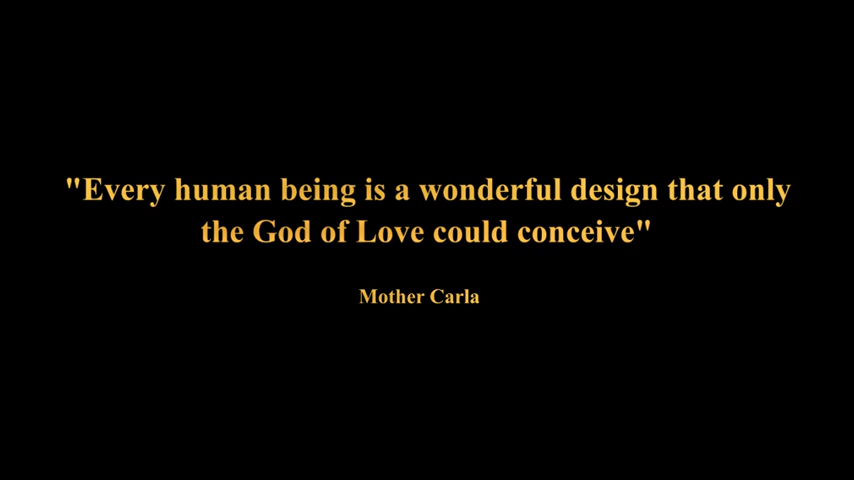 "Every human being is a wonderful design that only
the God of Love could conceive"
Mother Carla